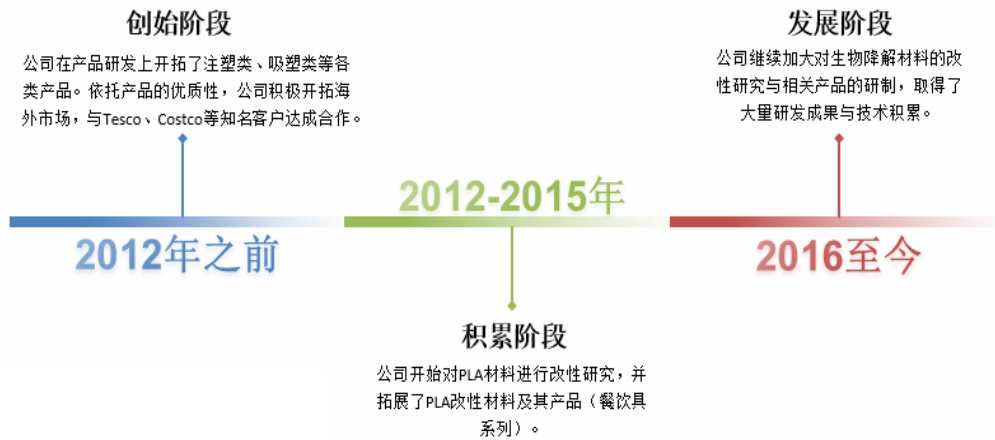 创始阶段
公司在产品研发上开拓了注塑类、吸塑类等各
类产品。依托产品的优质性，公司积极开拓海
外市场，与Tesco、Costco等知名客户达成合作。
2012年之前
2012-2015年
积累阶段
公司开始对PLA材料进行改性研究，并
拓展了PLA改性材料及其产品（餐饮具
系列）。
发展阶段
公司继续加大对生物降解材料的改
性研究与相关产品的研制，取得了
大量研发成果与技术积累。
2016至今